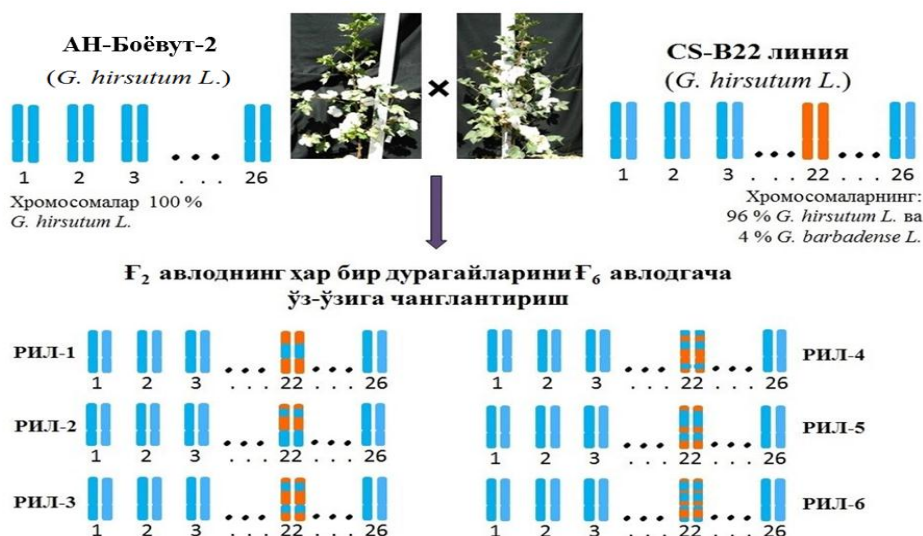 АН-Боёвут-2
(G. hirsutum L.)
1 2 3 . . . 26
Хромосомалар 100 %
G. hirsutum L.
×
CS-B22 линия
(G. hirsutum L.)
1 2 3 . . . 22 . . . 26
Хромосомаларнинг:
96 % G. hirsutum L. ва
4 % G. barbadense L.
Ғ₂ авлоднинг ҳар бир дурагайларини Ғ₆ авлодгача
ўз-ўзига чанглантириш
РИЛ-1
1 2 3 . . . 22 . . . 26
РИЛ-2
1 2 3 . . . 22 . . . 26
РИЛ-3
1 2 3 . . . 22 . . . 26
РИЛ-4
1 2 3 . . . 22 . . . 26
РИЛ-5
1 2 3 . . . 22 . . . 26
РИЛ-6
1 2 3 . . . 22 . . . 26